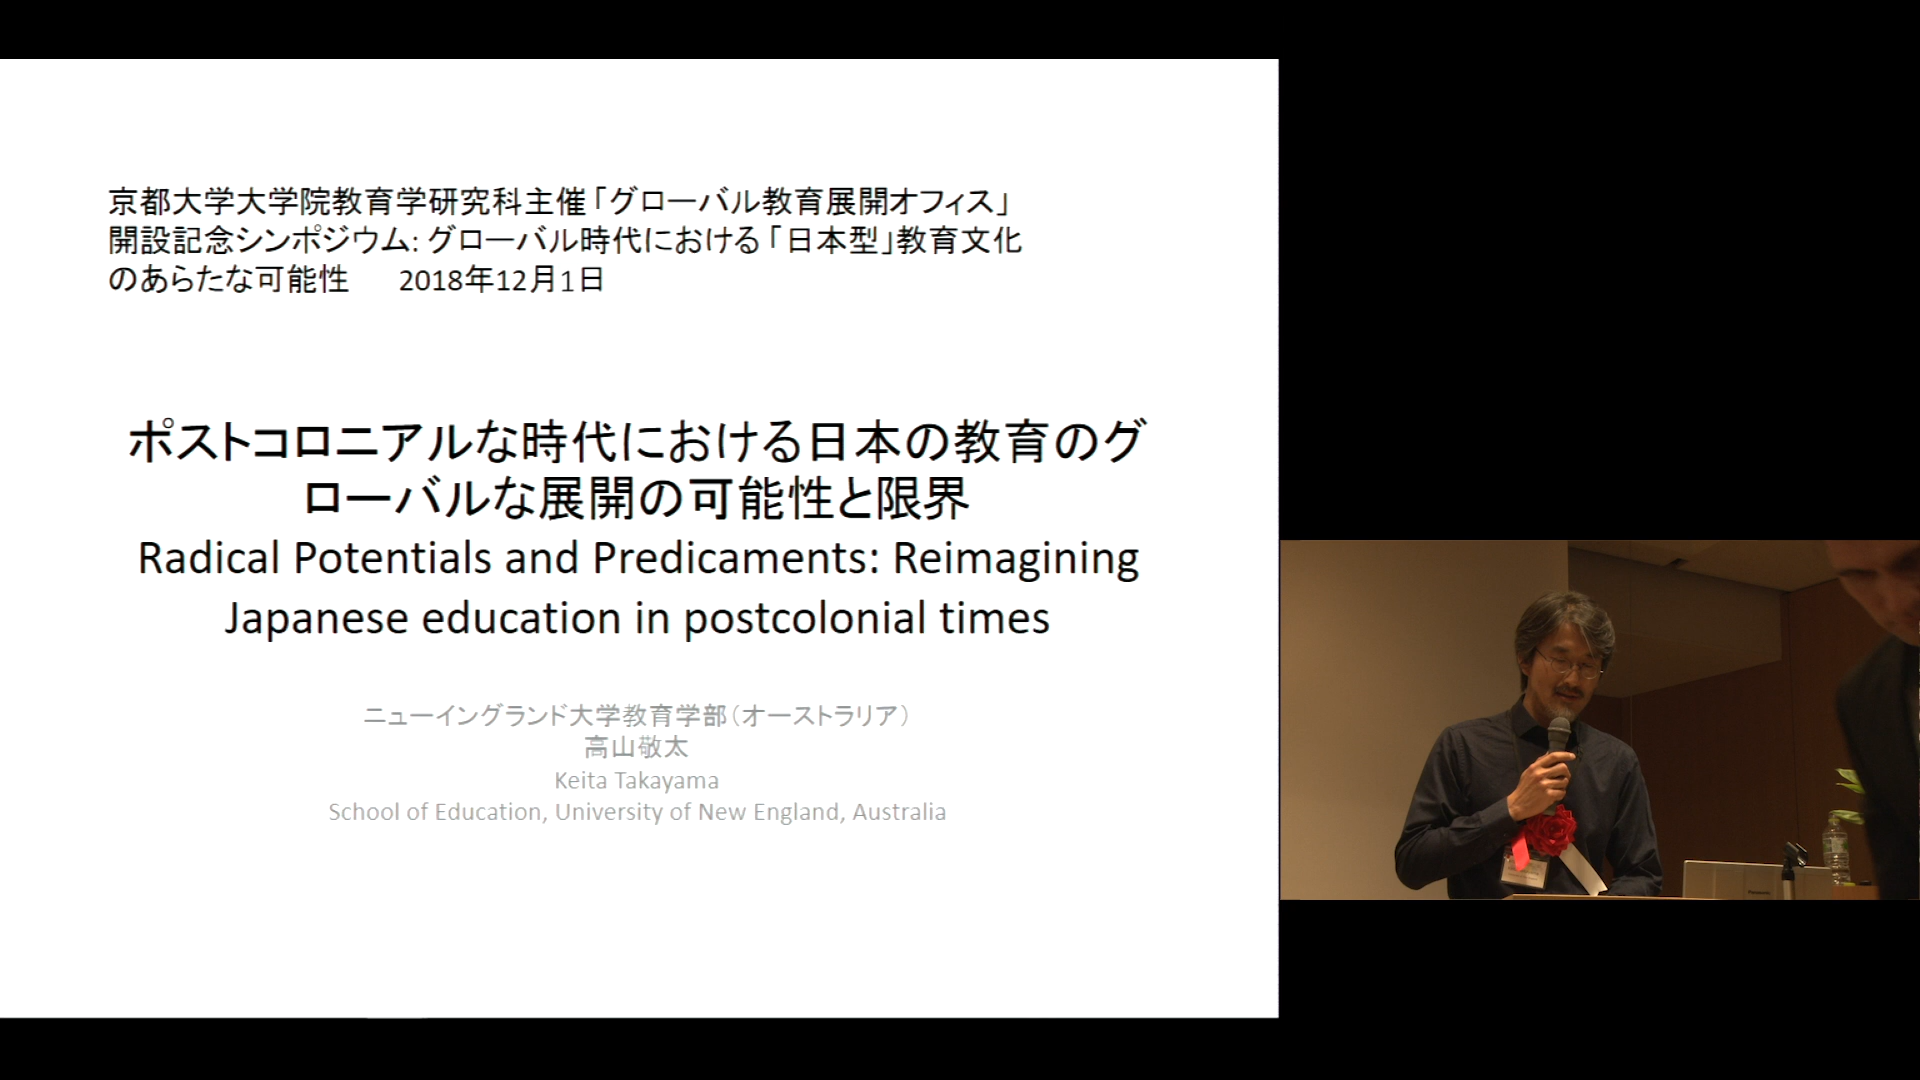 京都大学大学院教育学研究科主催「グローバル教育展開オフィス」
開設記念シンポジウム: グローバル時代における「日本型」教育文化
のあらたな可能性　2018年12月1日
ポストコロニアルな時代における日本の教育のグ
ローバルな展開の可能性と限界
Radical Potentials and Predicaments: Reimagining
Japanese education in postcolonial times
ニューイングランド大学教育学部（オーストラリア）
高山敬太
Keita Takayama
School of Education, University of New England, Australia